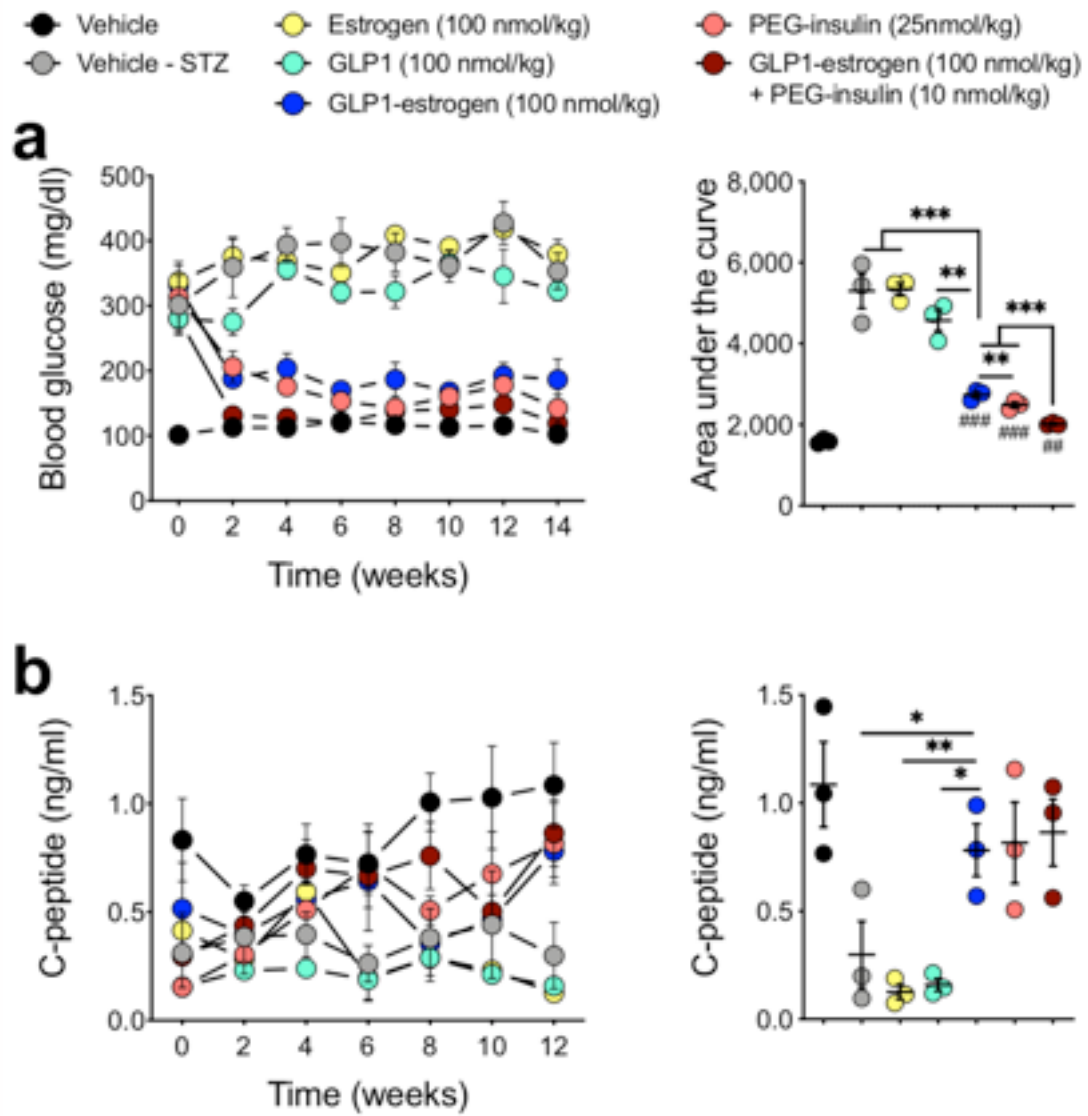 Vehicle
Vehicle - STZ
Estrogen (100 nmol/kg)
GLP1 (100 nmol/kg)
GLP1-estrogen (100 nmol/kg)
PEG-insulin (25nmol/kg)
GLP1-estrogen (100 nmol/kg)
+ PEG-insulin (10 nmol/kg)
a
Blood glucose (mg/dl)
500
400
300
200
100
0
0 2 4 6 8 10 12 14
Time (weeks)
Area under the curve
8,000
6,000
4,000
2,000
0
***
**
***
**
###
###
##
b
C-peptide (ng/ml)
1.5
1.0
0.5
0.0
0 2 4 6 8 10 12
Time (weeks)
C-peptide (ng/ml)
1.5
1.0
0.5
0.0
*
**
*